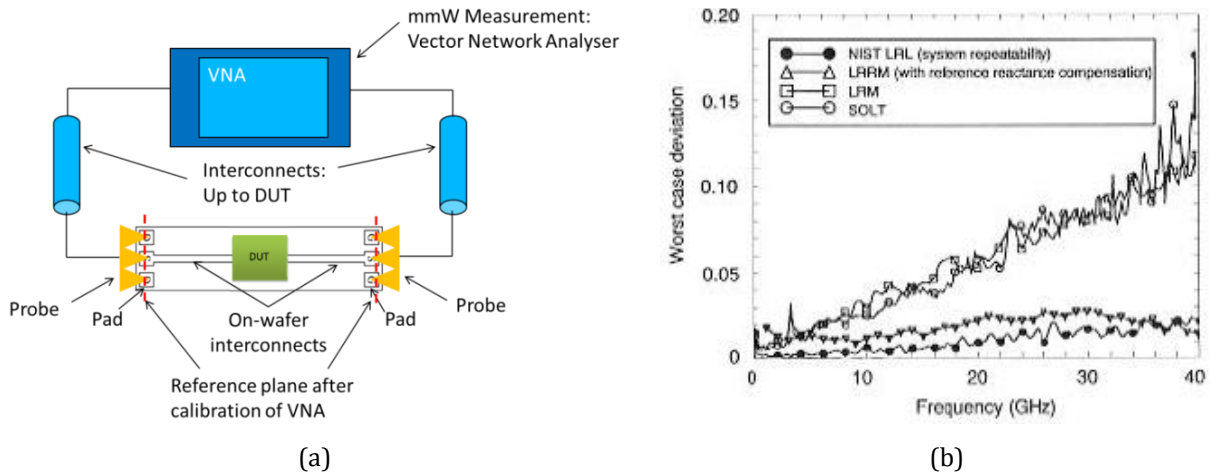 mmW Measurement:
Vector Network Analyser
VNA
Interconnects:
Up to DUT
DUT
Probe
Pad
On-wafer
interconnects
Pad
Probe
Reference plane after
calibration of VNA
(a)
0.20
0.15
0.10
0.05
0
Worst case deviation
NIST LRL (system repeatability)
LRRM (with reference reactance compensation)
LRM
SOLT
0
10
20
30
40
Frequency (GHz)
(b)